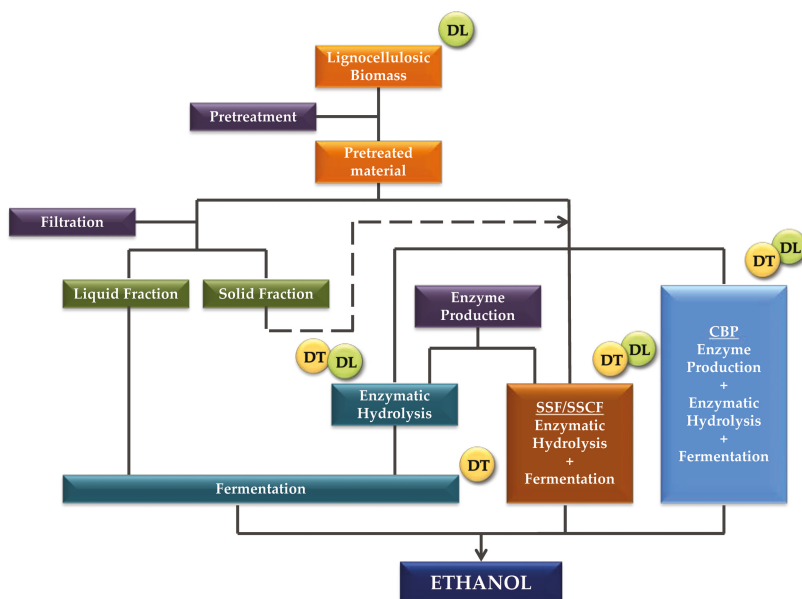 DL
Lignocellulosic
Biomass
Pretreatment
Pretreated
material
Filtration
DT
DL
Liquid Fraction
Solid Fraction
Enzyme
Production
CBP
Enzyme
Production
+
Enzymatic
Hydrolysis
+
Fermentation
DT
DL
DT
DL
Enzymatic
Hydrolysis
SSF/SSCF
Enzymatic
Hydrolysis
+
Fermentation
DT
Fermentation
ETHANOL